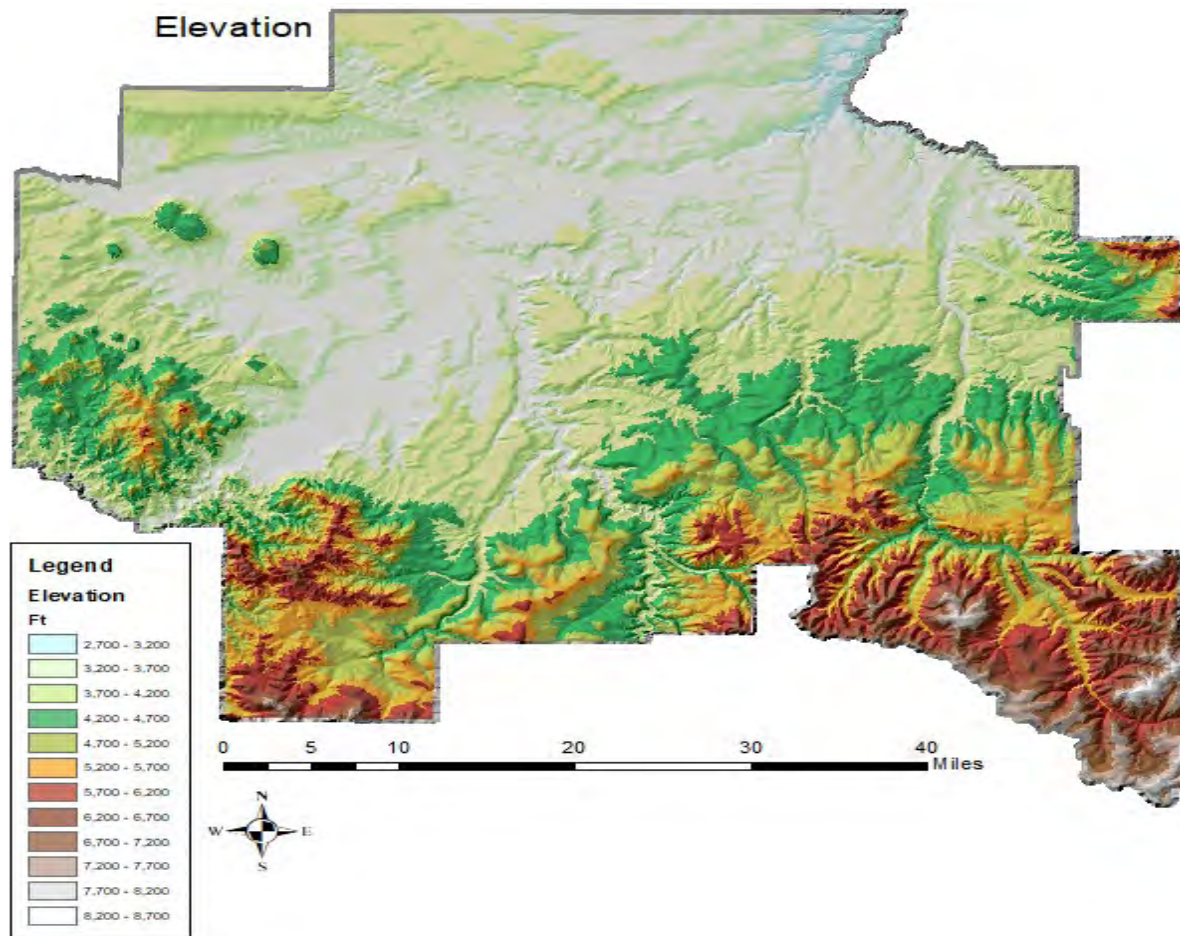 Elevation
Legend
Elevation
Ft
2,700 - 3,200
3,200 - 3,700
3,700 - 4,200
4,200 - 4,700
4,700 - 5,200
5,200 - 5,700
5,700 - 6,200
6,200 - 6,700
6,700 - 7,200
7,200 - 7,700
7,700 - 8,200
8,200 - 8,700
0 5 10 20 30 40
Miles
N
W E
S